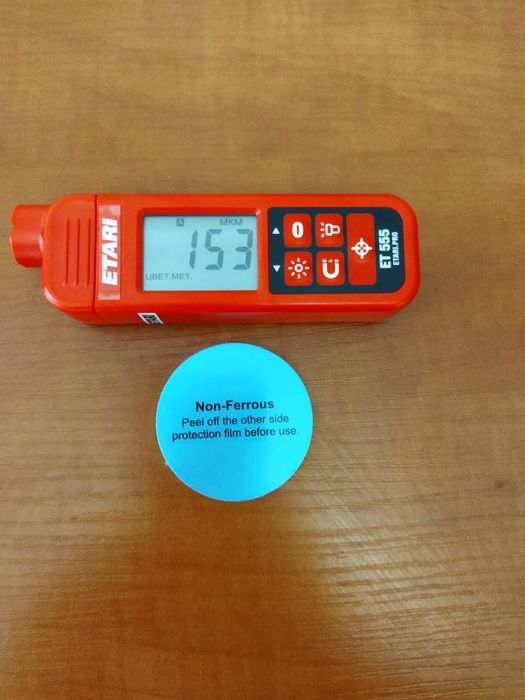 ETARI
A МКМ
153
ЦВЕТ.МЕТ.
0
ET 555
ETARI.PRO
Non-Ferrous
Peel off the other side
protection film before use.